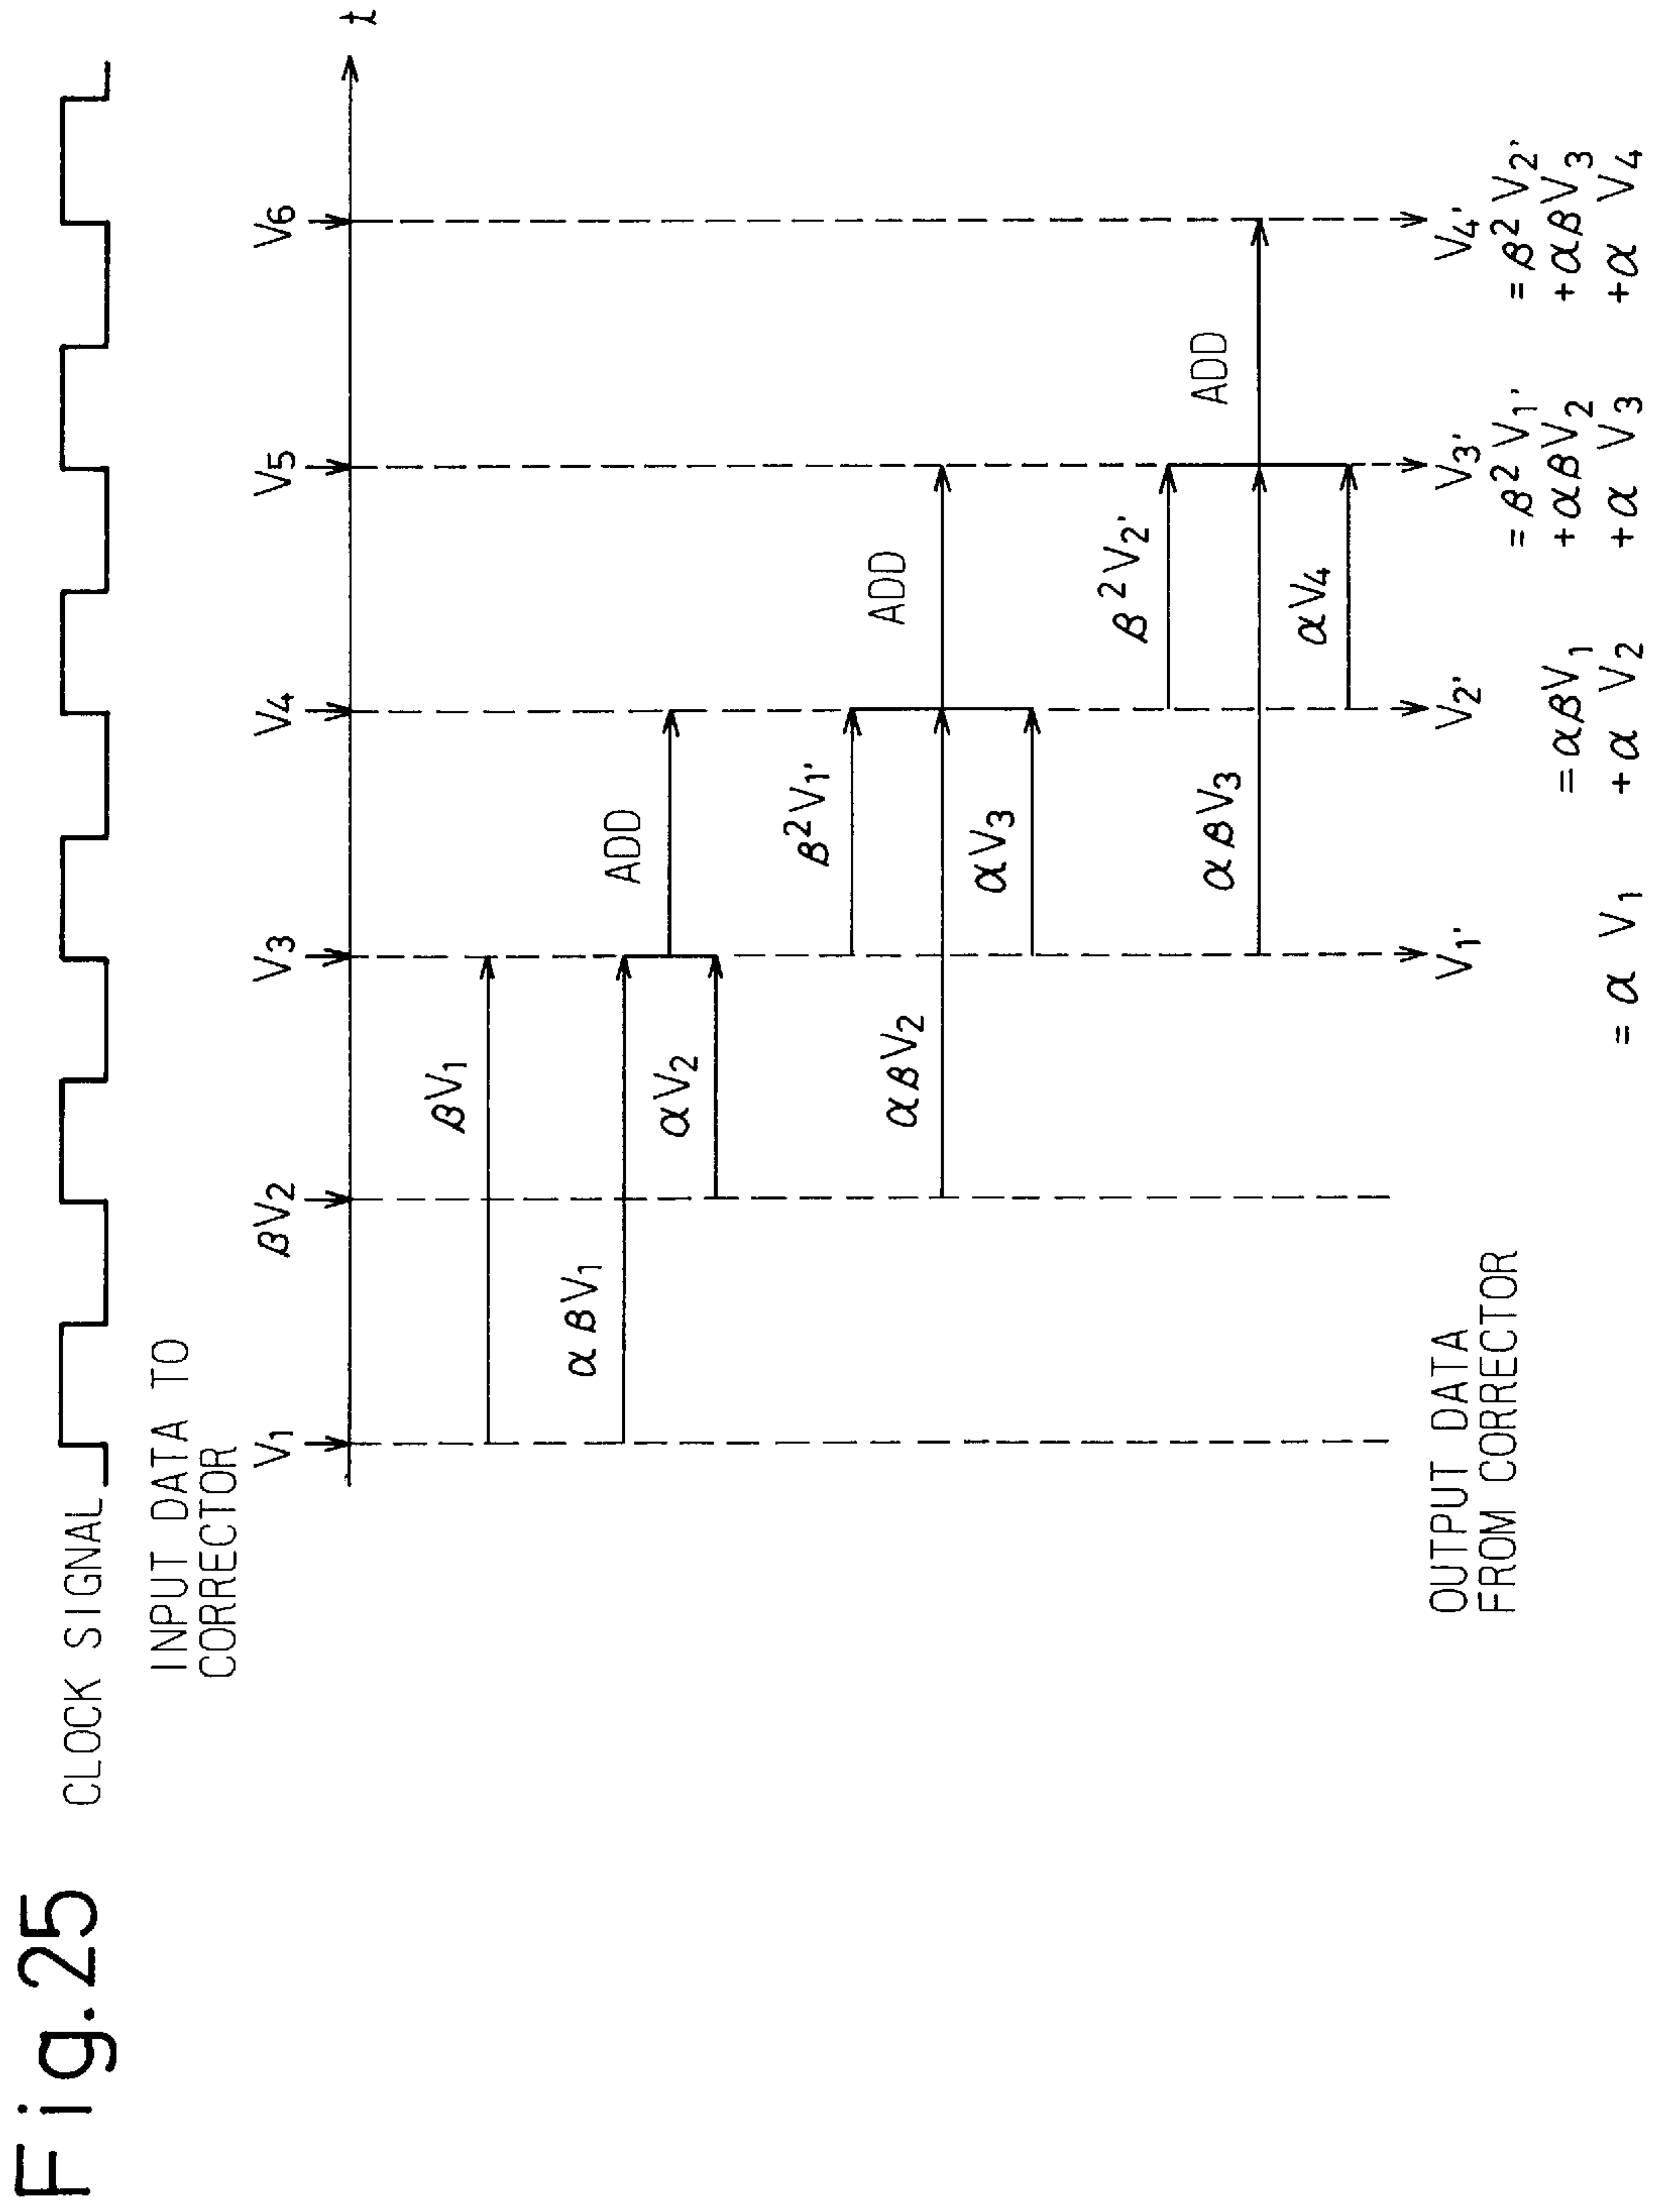 Fig.25
CLOCK SIGNAL
INPUT DATA TO
CORRECTOR
V1
βV2
V3
V4
V5
V6
t
βV1
αβV1
αV2
ADD
β²V1'
αβV2
αV3
ADD
β²V2'
αβV3
αV4
ADD
OUTPUT DATA
FROM CORRECTOR
V1'
= α V1
V2'
= αβV1
+ α V2
V3'
= β² V1'
+ αβV2
+ α V3
V4'
= β² V2'
+ αβV3
+ α V4